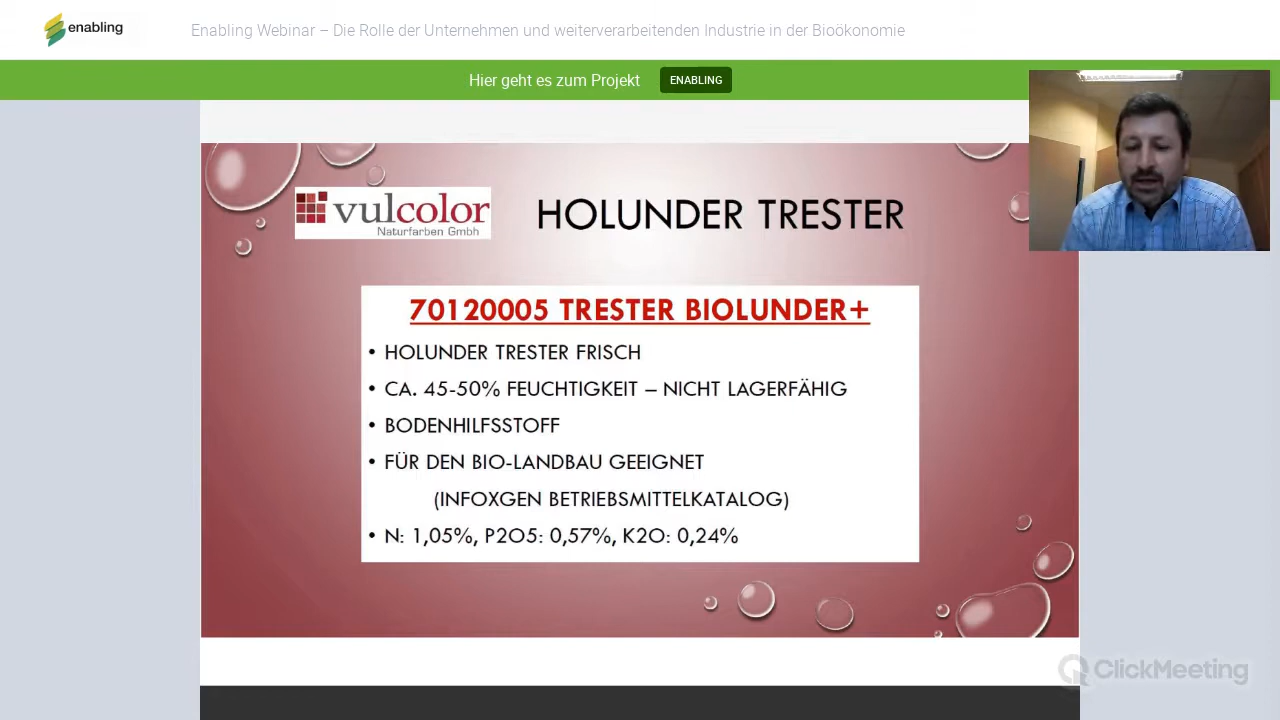 enabling
Enabling Webinar – Die Rolle der Unternehmen und weiterverarbeitenden Industrie in der Bioökonomie
Hier geht es zum Projekt
ENABLING
vulcolor
Naturfarben Gmbh
HOLUNDER TRESTER
70120005 TRESTER BIOLUNDER+
• HOLUNDER TRESTER FRISCH
• CA. 45-50% FEUCHTIGKEIT – NICHT LAGERFÄHIG
• BODENHILFSSTOFF
• FÜR DEN BIO-LANDBAU GEEIGNET
(INFOXGEN BETRIEBSMITTELKATALOG)
• N: 1,05%, P2O5: 0,57%, K2O: 0,24%
ClickMeeting